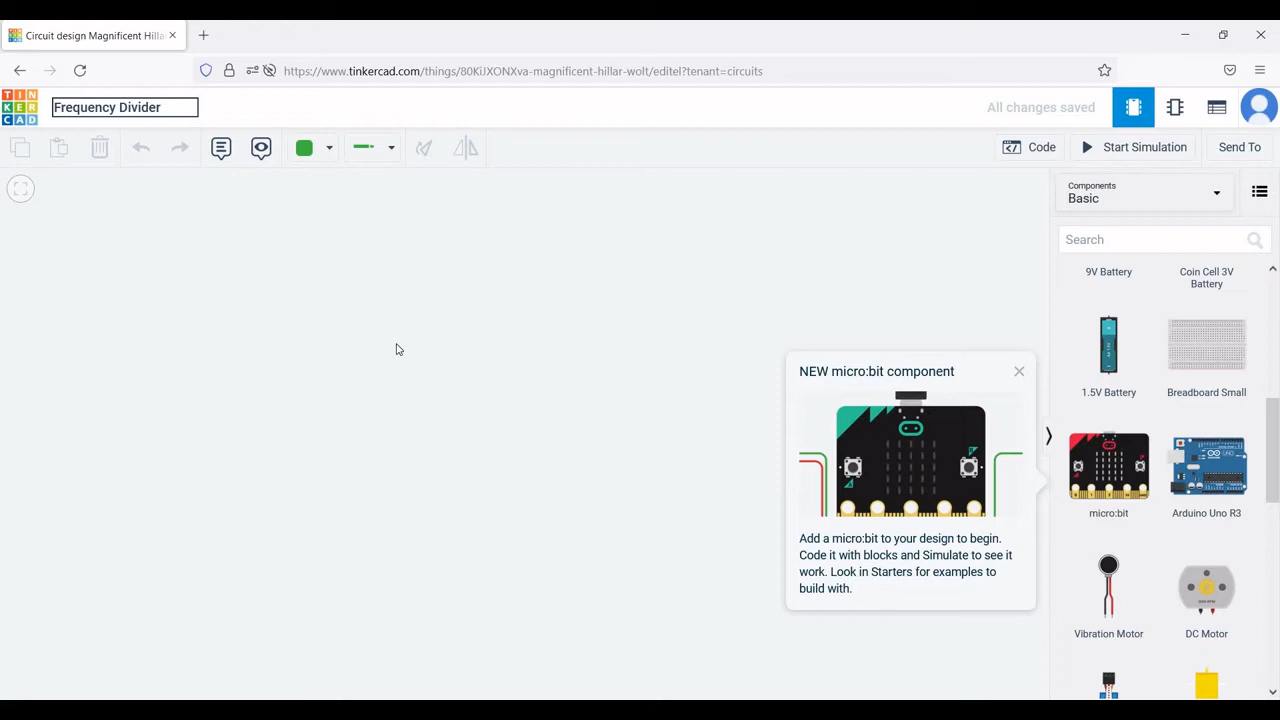 Circuit design Magnificent Hilla
https://www.tinkercad.com/things/80KiJXONXva-magnificent-hillar-wolt/editel?tenant=circuits
TIN
KER
CAD
Frequency Divider
All changes saved
Code
Start Simulation
Send To
Components
Basic
Search
9V Battery
Coin Cell 3V
Battery
1.5V Battery
Breadboard Small
NEW micro:bit component
Add a micro:bit to your design to begin.
Code it with blocks and Simulate to see it
work. Look in Starters for examples to
build with.
micro:bit
Arduino Uno R3
Vibration Motor
DC Motor